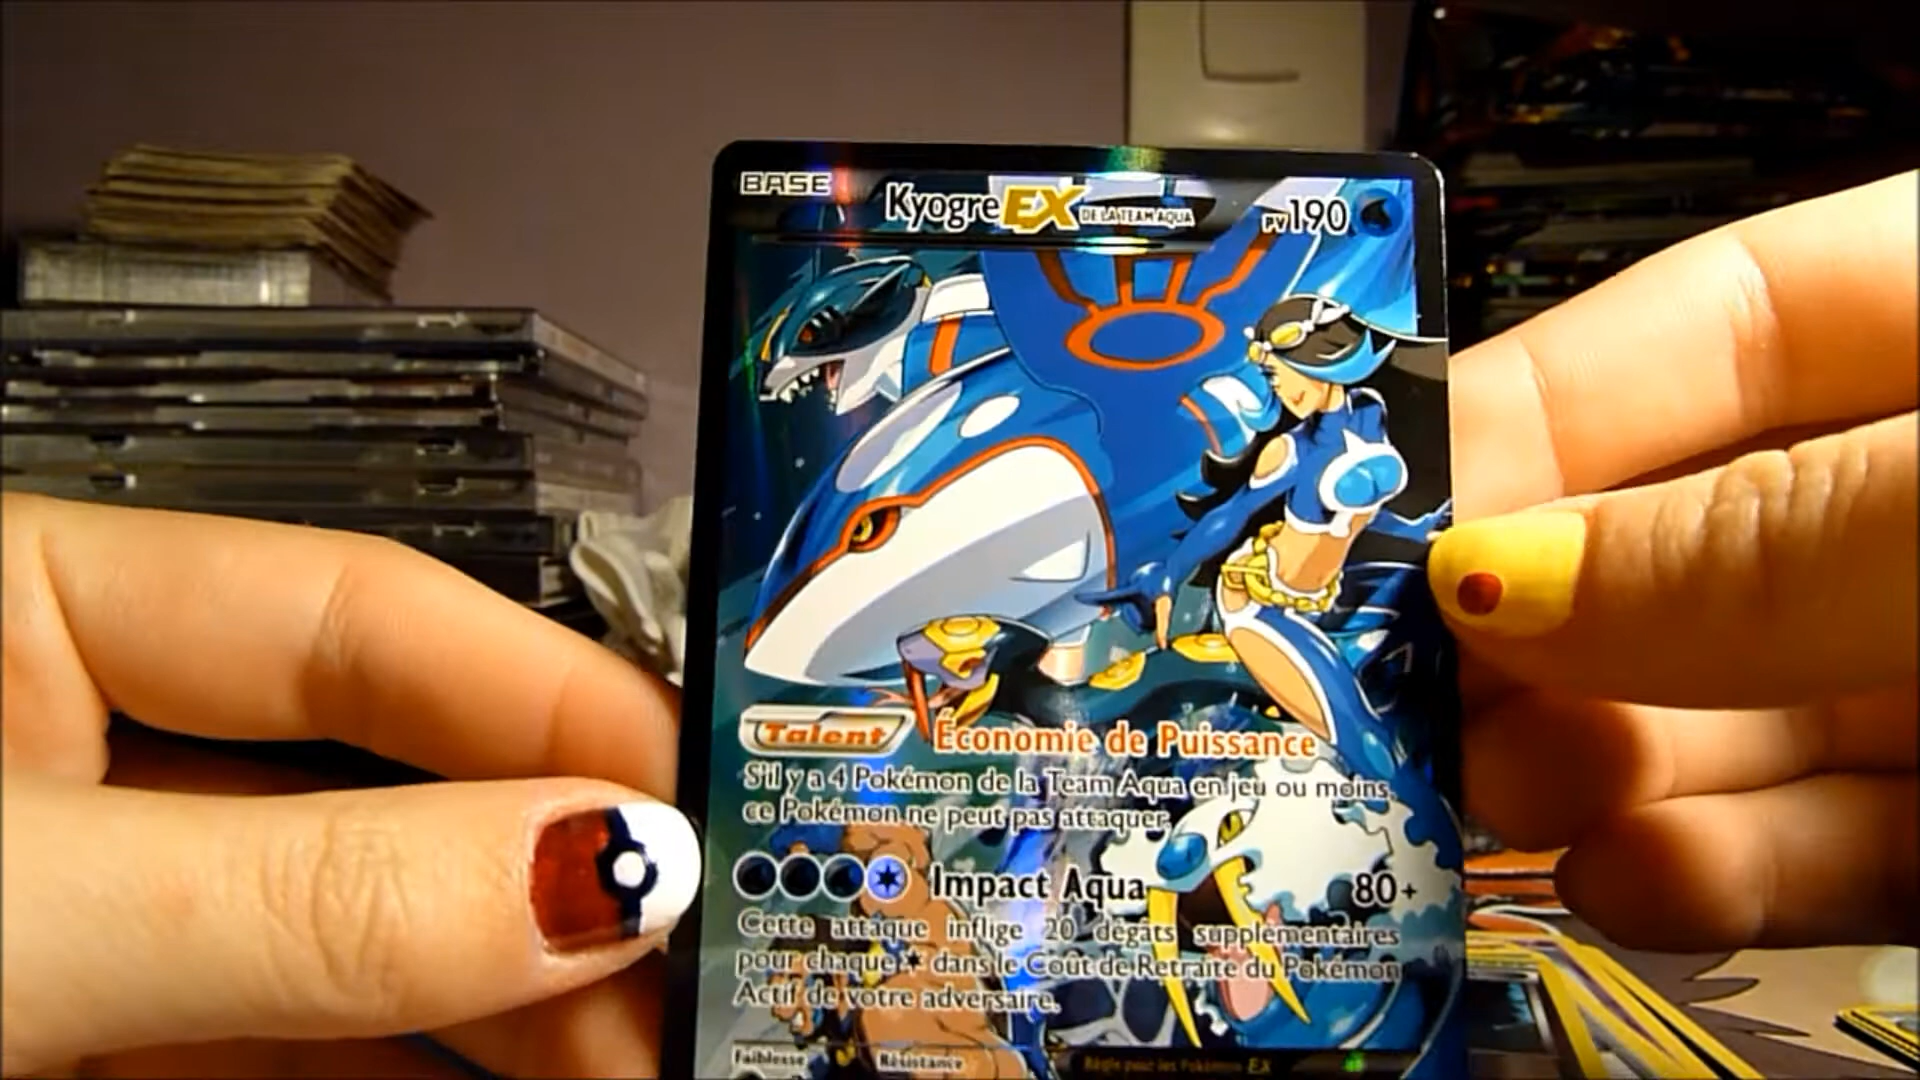 BASE
Kyogre EX DE LA TEAM AQUA PV 190
Talent Économie de Puissance
S'il y a 4 Pokémon de la Team Aqua en jeu ou moins,
ce Pokémon ne peut pas attaquer.
Impact Aqua 80+
Cette attaque inflige 20 dégâts supplémentaires
pour chaque dans le Coût de Retraite du Pokémon
Actif de votre adversaire.
Faiblesse Résistance Règle pour les Pokémon EX